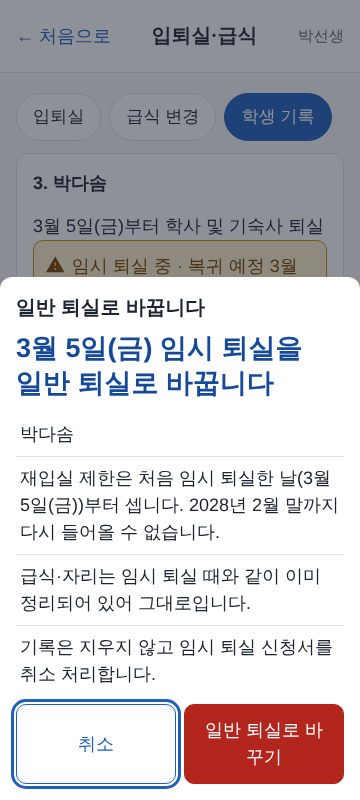 ← 처음으로
입퇴실·급식
박선생
입퇴실
급식 변경
학생 기록
3. 박다솜
3월 5일(금)부터 학사 및 기숙사 퇴실
임시 퇴실 중 · 복귀 예정 3월
일반 퇴실로 바꿉니다
3월 5일(금) 임시 퇴실을
일반 퇴실로 바꿉니다
박다솜
재입실 제한은 처음 임시 퇴실한 날(3월
5일(금))부터 셉니다. 2028년 2월 말까지
다시 들어올 수 없습니다.
급식·자리는 임시 퇴실 때와 같이 이미
정리되어 있어 그대로입니다.
기록은 지우지 않고 임시 퇴실 신청서를
취소 처리합니다.
취소
일반 퇴실로 바
꾸기